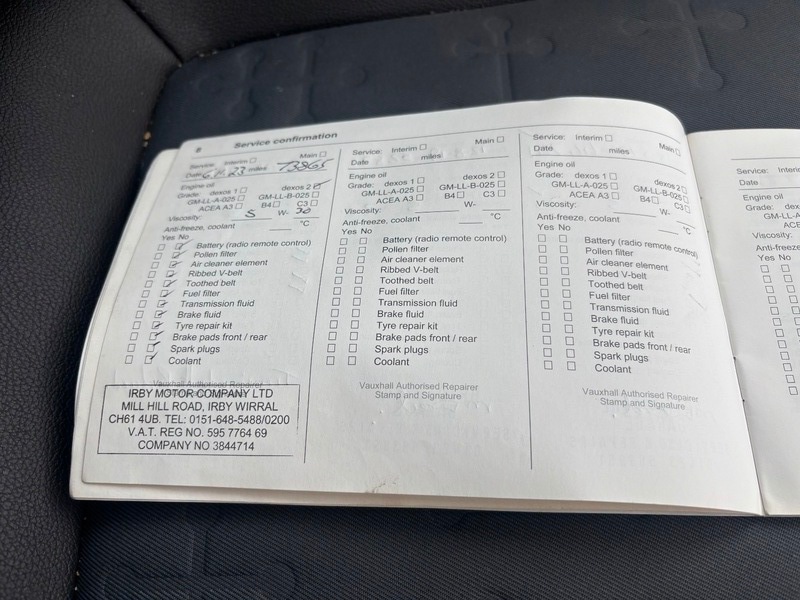 8 Service confirmation
Service: Interim ☐ Main ☐
Date miles 73865
Engine oil
Grade: dexos 1 ☐ dexos 2 ☑
GM-LL-A-025 ☐ GM-LL-B-025 ☐
ACEA A3 ☐ B4 ☐ C3 ☐
Viscosity: 5 W- 30
Anti-freeze, coolant °C
Yes No
☐ ☑ Battery (radio remote control)
☐ ☑ Pollen filter
☐ ☑ Air cleaner element
☐ ☑ Ribbed V-belt
☐ ☑ Toothed belt
☐ ☑ Fuel filter
☐ ☑ Transmission fluid
☐ ☑ Brake fluid
☐ ☑ Tyre repair kit
☐ ☑ Brake pads front / rear
☐ ☑ Spark plugs
☐ ☑ Coolant
Vauxhall Authorised Repairer
IRBY MOTOR COMPANY LTD
MILL HILL ROAD, IRBY WIRRAL
CH61 4UB. TEL: 0151-648-5488/0200
V.A.T. REG NO. 595 7764 69
COMPANY NO 3844714
Service: Interim ☐ Main ☐
Date miles
Engine oil
Grade: dexos 1 ☐ dexos 2 ☐
GM-LL-A-025 ☐ GM-LL-B-025 ☐
ACEA A3 ☐ B4 ☐ C3 ☐
Viscosity: W-
Anti-freeze, coolant °C
Yes No
☐ ☐ Battery (radio remote control)
☐ ☐ Pollen filter
☐ ☐ Air cleaner element
☐ ☐ Ribbed V-belt
☐ ☐ Toothed belt
☐ ☐ Fuel filter
☐ ☐ Transmission fluid
☐ ☐ Brake fluid
☐ ☐ Tyre repair kit
☐ ☐ Brake pads front / rear
☐ ☐ Spark plugs
☐ ☐ Coolant
Vauxhall Authorised Repairer
Stamp and Signature
Service: Interim ☐ Main ☐
Date miles
Engine oil
Grade: dexos 1 ☐ dexos 2 ☐
GM-LL-A-025 ☐ GM-LL-B-025 ☐
ACEA A3 ☐ B4 ☐ C3 ☐
Viscosity: W-
Anti-freeze, coolant °C
Yes No
☐ ☐ Battery (radio remote control)
☐ ☐ Pollen filter
☐ ☐ Air cleaner element
☐ ☐ Ribbed V-belt
☐ ☐ Toothed belt
☐ ☐ Fuel filter
☐ ☐ Transmission fluid
☐ ☐ Brake fluid
☐ ☐ Tyre repair kit
☐ ☐ Brake pads front / rear
☐ ☐ Spark plugs
☐ ☐ Coolant
Vauxhall Authorised Repairer
Stamp and Signature
Service:
Date
Engine oil
Grade:
Viscosity:
Yes No